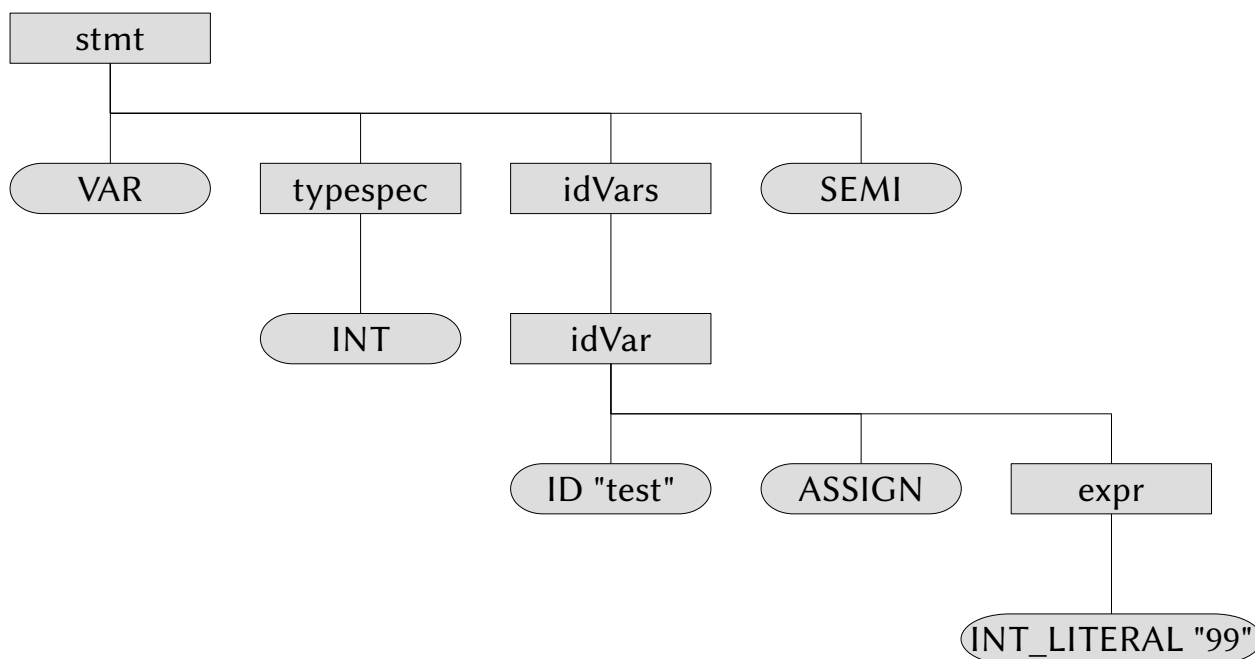 stmt
VAR typespec idVars SEMI
INT idVar
ID "test" ASSIGN expr
INT_LITERAL "99"